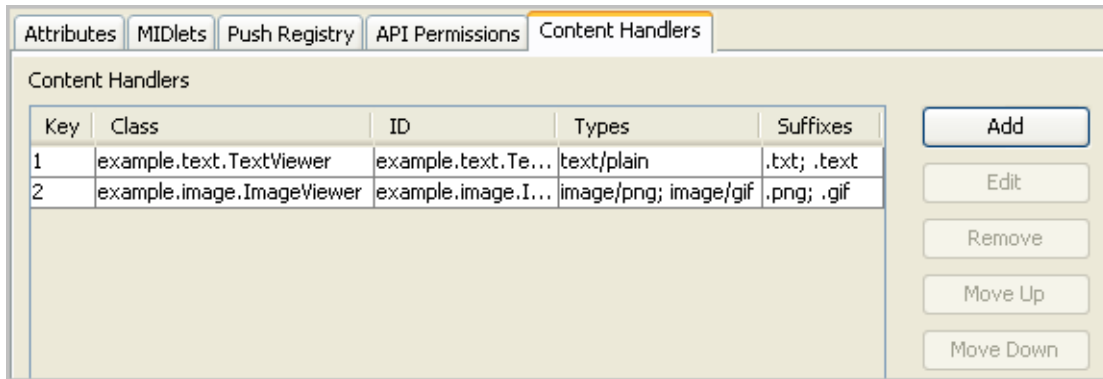 Attributes MIDlets Push Registry API Permissions Content Handlers
Content Handlers
Key Class ID Types Suffixes
1 example.text.TextViewer example.text.Te... text/plain .txt; .text
2 example.image.ImageViewer example.image.I... image/png; image/gif .png; .gif
Add
Edit
Remove
Move Up
Move Down